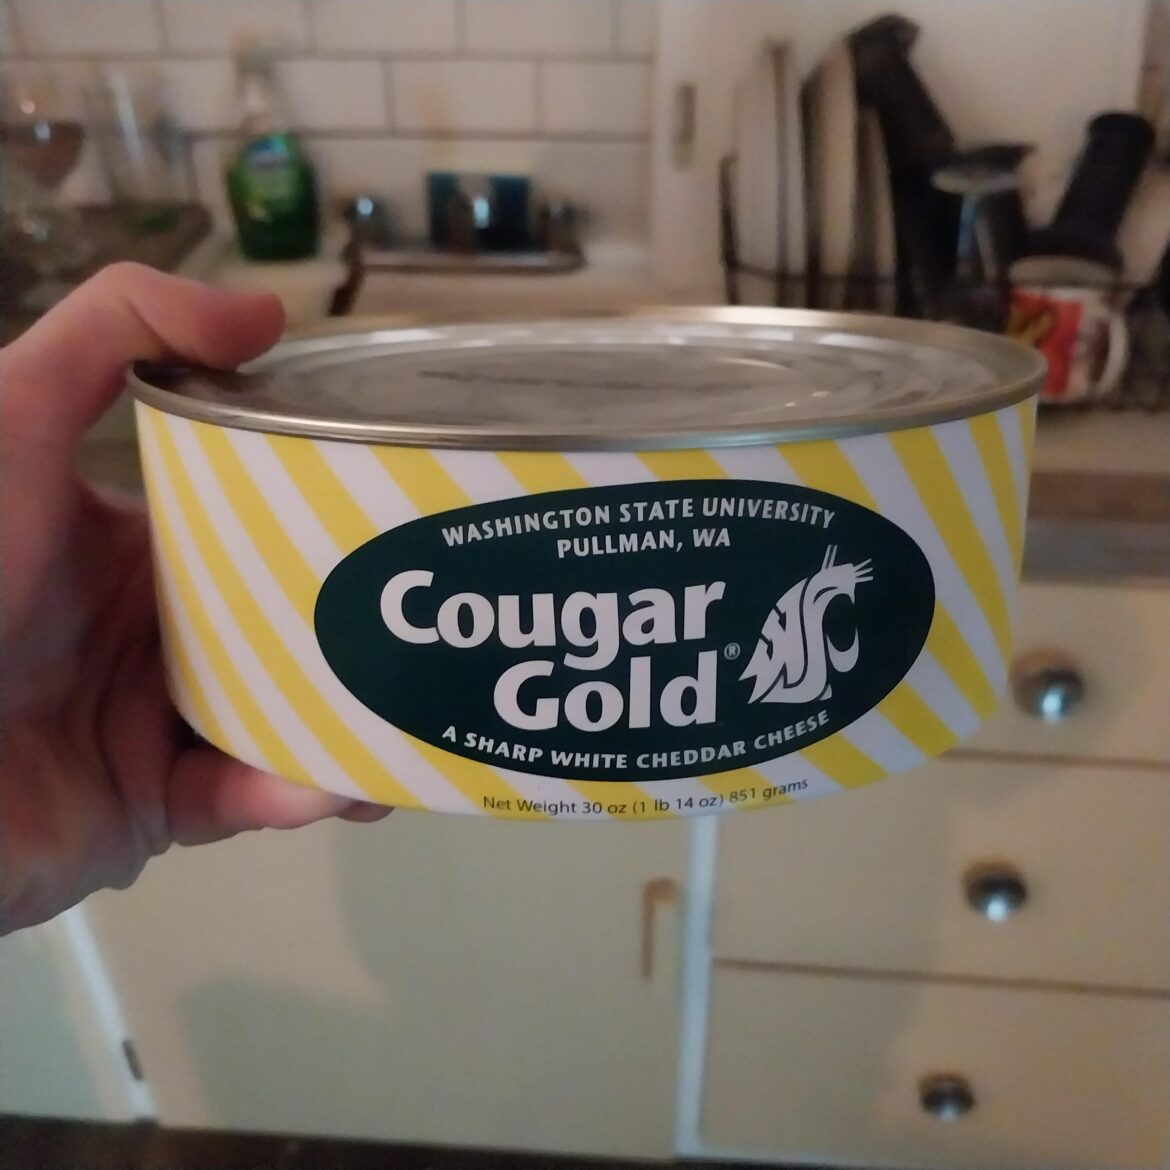 WASHINGTON STATE UNIVERSITY
PULLMAN, WA
Cougar
Gold®
WSC
A SHARP WHITE CHEDDAR CHEESE
Net Weight 30 oz (1 lb 14 oz) 851 grams